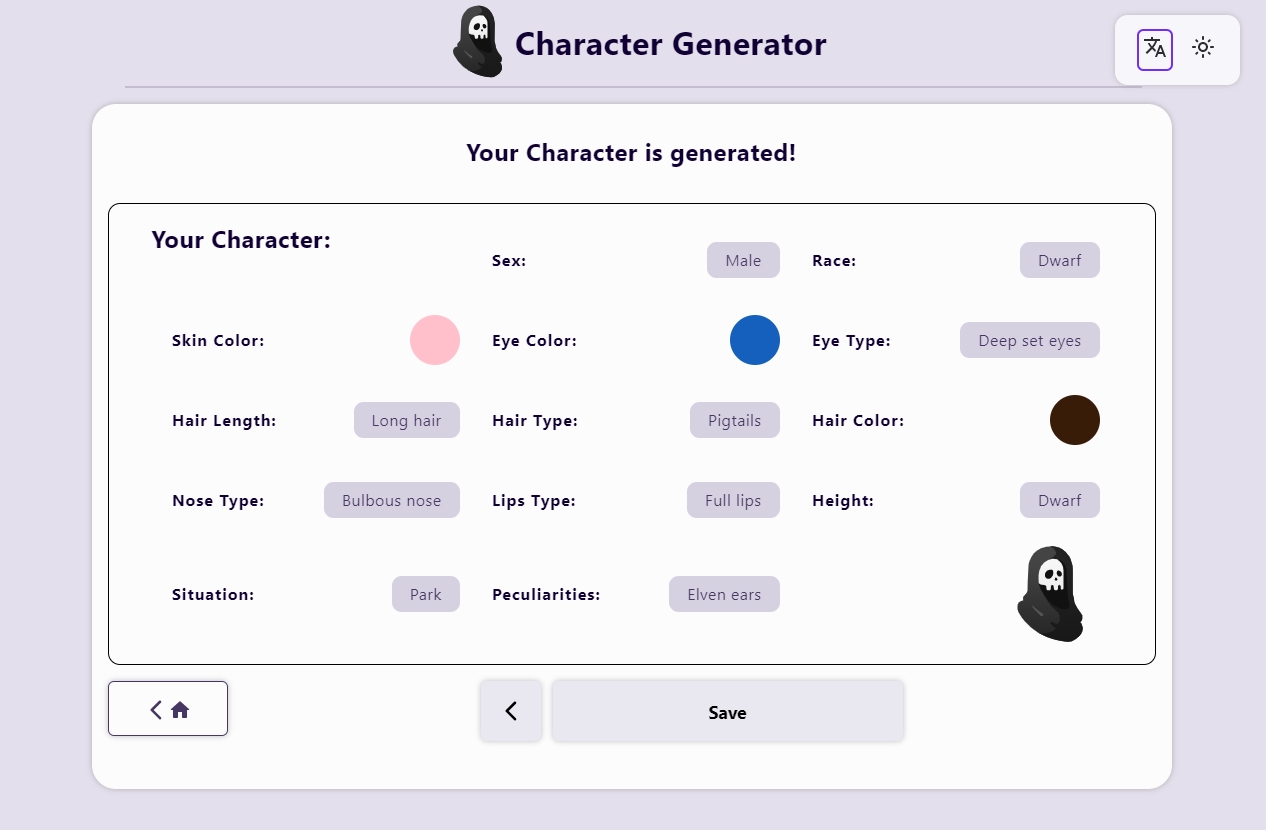 Character Generator
Your Character is generated!
Your Character:
Sex: Male
Race: Dwarf
Skin Color:
Eye Color:
Eye Type: Deep set eyes
Hair Length: Long hair
Hair Type: Pigtails
Hair Color:
Nose Type: Bulbous nose
Lips Type: Full lips
Height: Dwarf
Situation: Park
Peculiarities: Elven ears
Save